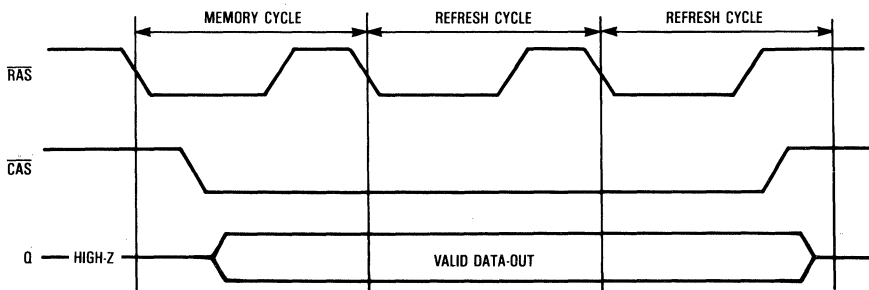 MEMORY CYCLE REFRESH CYCLE REFRESH CYCLE
RAS
CAS
Q HIGH-Z VALID DATA-OUT